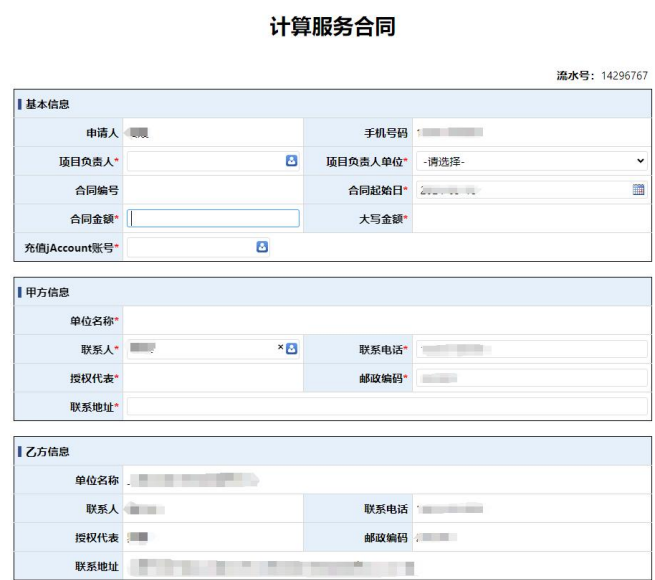 计算服务合同
流水号：14296767
基本信息
申请人 手机号码
项目负责人* 项目负责人单位* -请选择-
合同编号 合同起始日*
合同金额* 大写金额*
充值jAccount账号*
甲方信息
单位名称*
联系人* × 联系电话*
授权代表* 邮政编码*
联系地址*
乙方信息
单位名称
联系人 联系电话
授权代表 邮政编码
联系地址